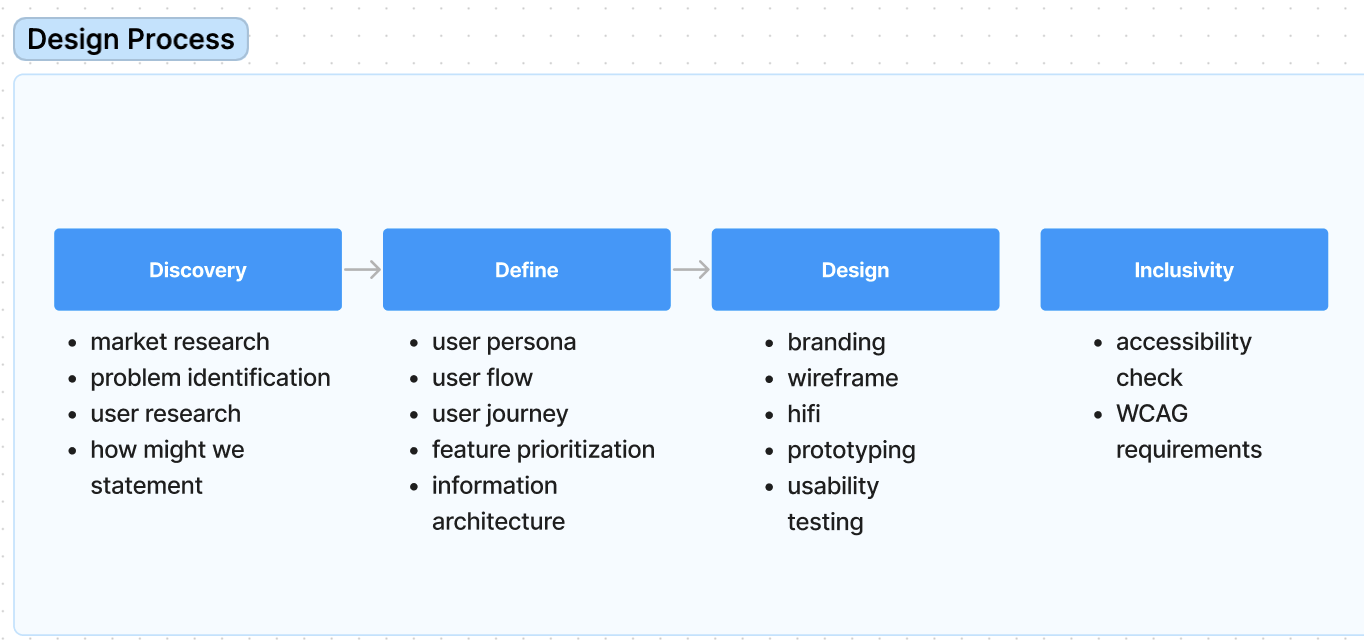 Design Process
Discovery
market research
problem identification
user research
how might we
statement
Define
user persona
user flow
user journey
feature prioritization
information
architecture
Design
branding
wireframe
hifi
prototyping
usability
testing
Inclusivity
accessibility
check
WCAG
requirements